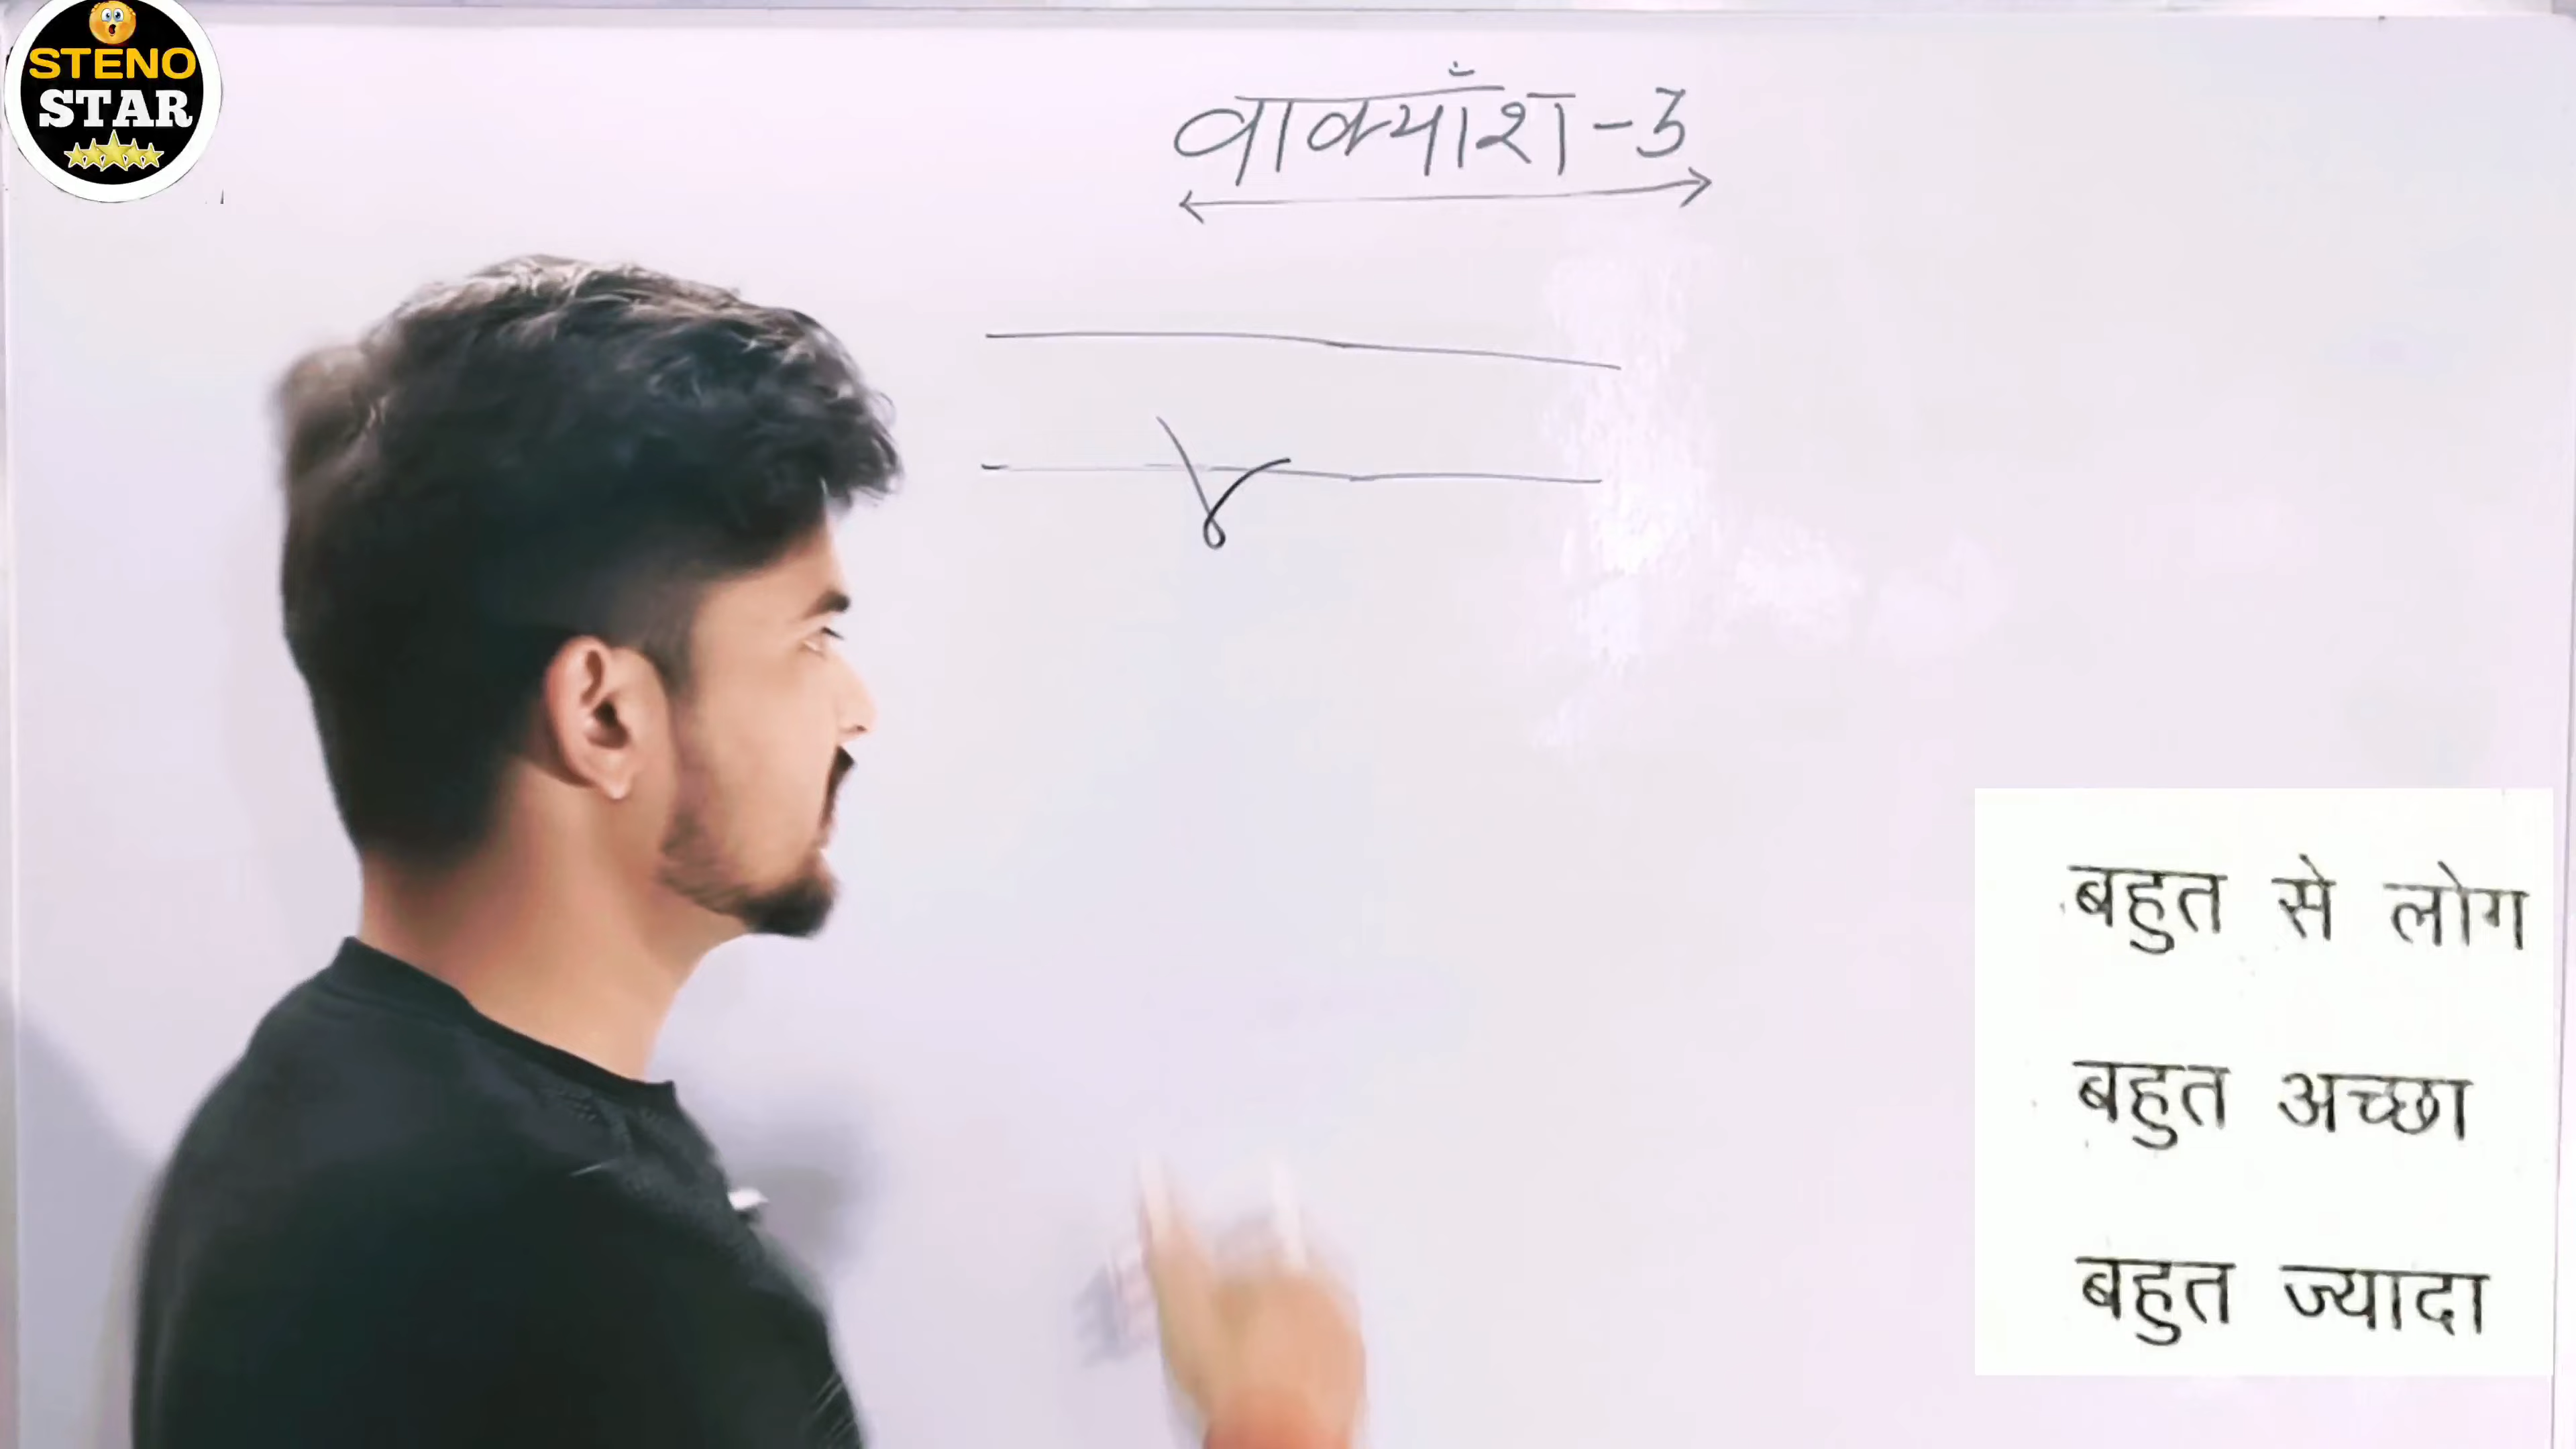 STENO
STAR
वाक्याँश-3
बहुत से लोग
बहुत अच्छा
बहुत ज्यादा